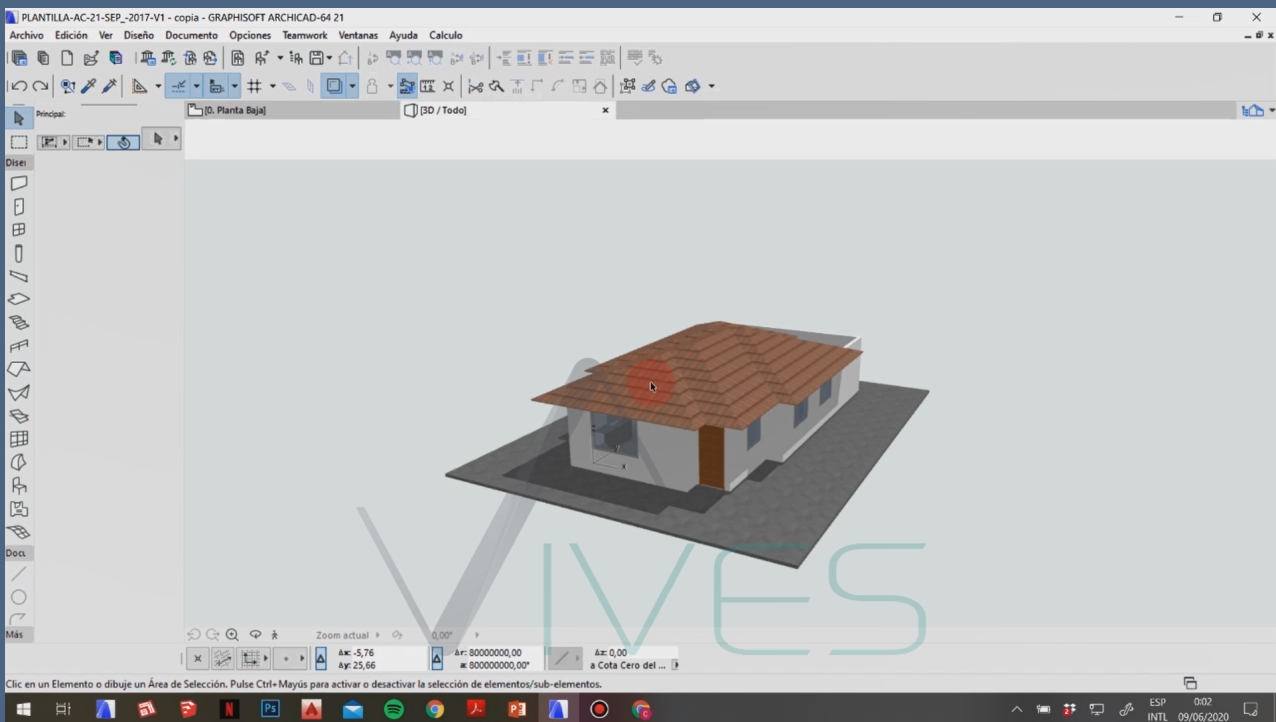 PLANTILLA-AC-21-SEP_-2017-V1 - copia - GRAPHISOFT ARCHICAD-64 21
Archivo Edición Ver Diseño Documento Opciones Teamwork Ventanas Ayuda Calculo
Principal:
[0. Planta Baja]
[3D / Todo]
Disei
Docu
Más
x
y
VIVES
Zoom actual
0,00°
Δx: -5,76
Δy: 25,66
Δr: 80000000,00
a: 800000000,00°
Δz: 0,00
a Cota Cero del ...
Clic en un Elemento o dibuje un Área de Selección. Pulse Ctrl+Mayús para activar o desactivar la selección de elementos/sub-elementos.
N
Ps
ESP
INTL
0:02
09/06/2020